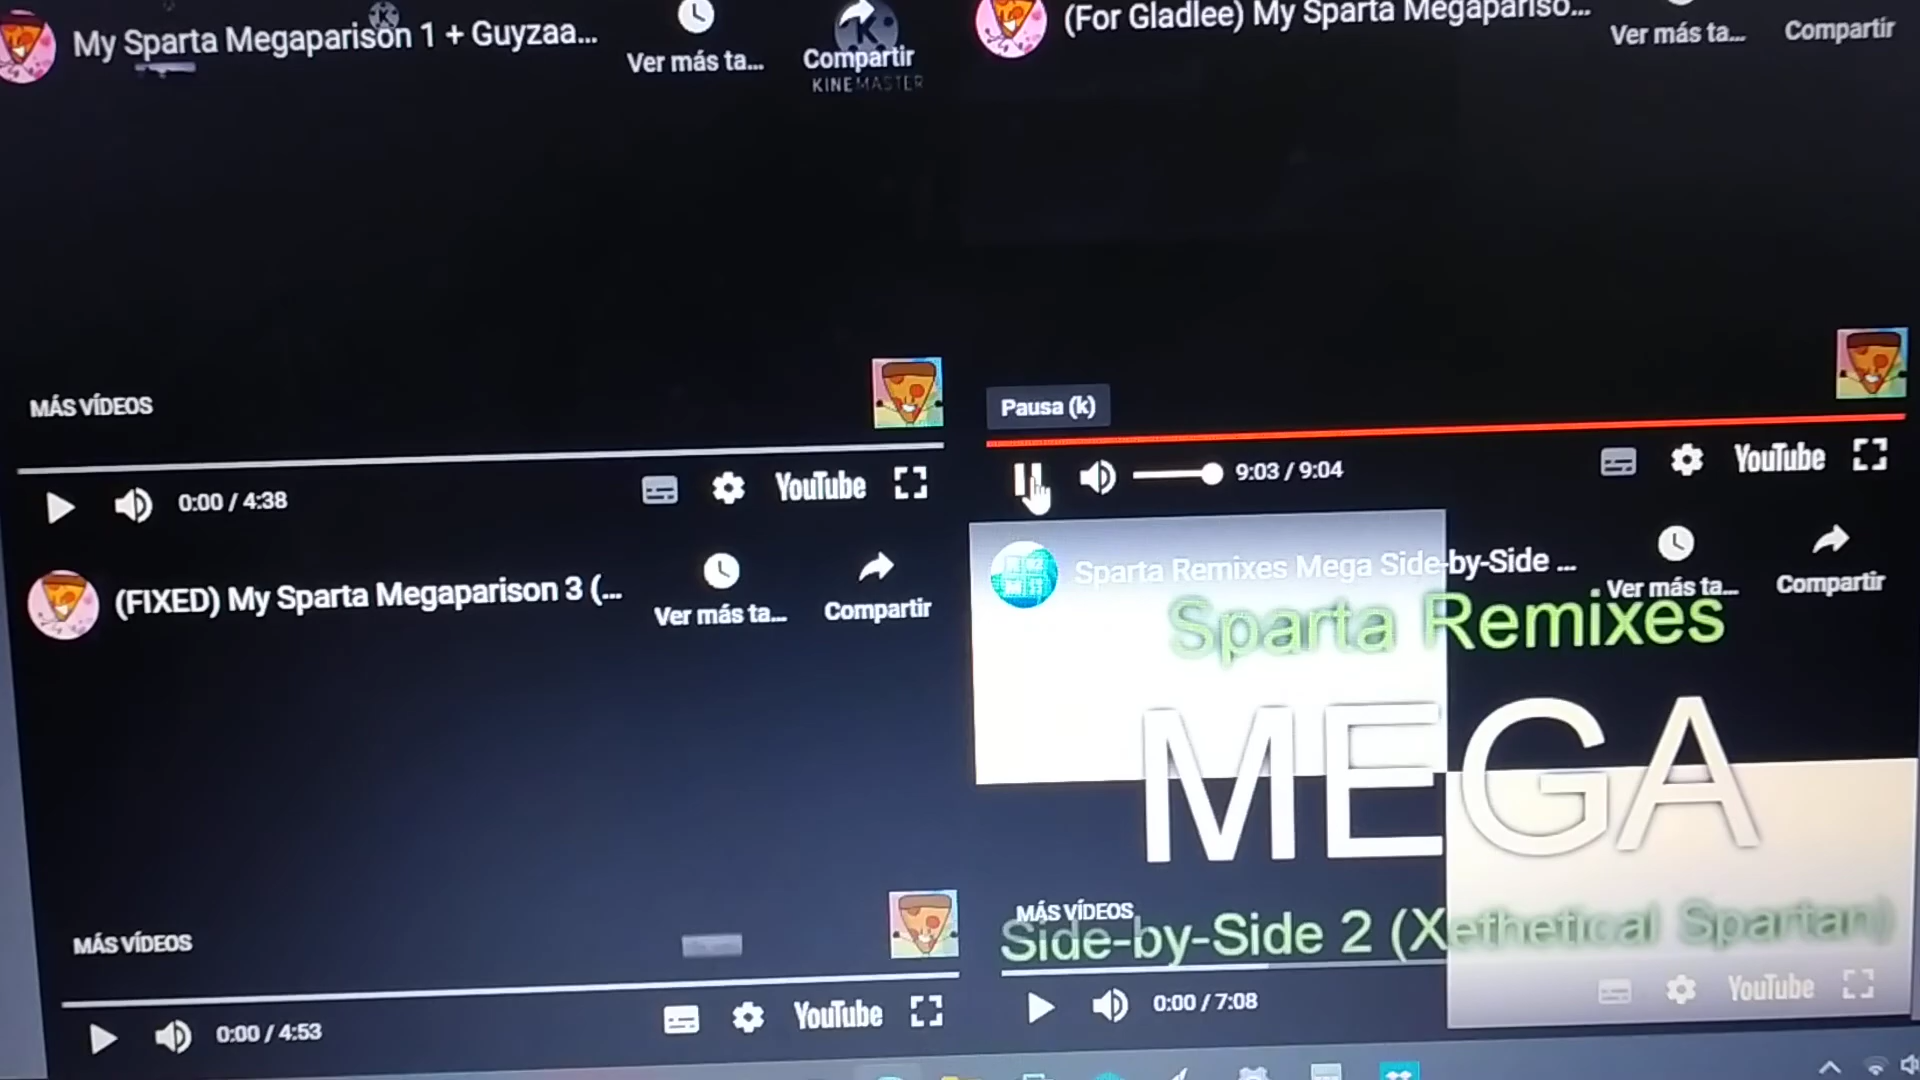 My Sparta Megaparison 1 + Guyzaa...
Ver más ta...
Compartir
KINEMASTER
(For Gladlee) My Sparta Megapariso...
Ver más ta...
Compartir
MÁS VÍDEOS
0:00 / 4:38
YouTube
Pausa (k)
9:03 / 9:04
YouTube
(FIXED) My Sparta Megaparison 3 (...
Ver más ta...
Compartir
MÁS VÍDEOS
0:00 / 4:53
YouTube
Sparta Remixes Mega Side-by-Side ...
Ver más ta...
Compartir
Sparta Remixes
MEGA
Side-by-Side 2 (Xethetical Spartan)
MÁS VÍDEOS
0:00 / 7:08
YouTube